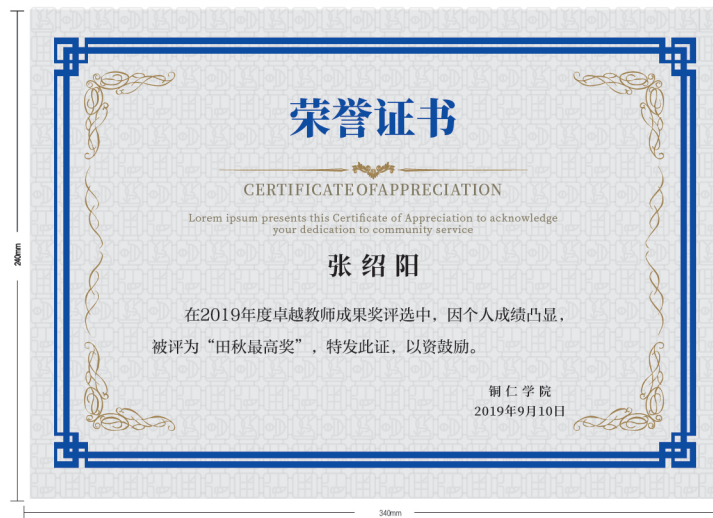 荣誉证书
CERTIFICATE OF APPRECIATION
Lorem ipsum presents this Certificate of Appreciation to acknowledge
your dedication to community service
张绍阳
在2019年度卓越教师成果奖评选中，因个人成绩凸显，
被评为“田秋最高奖”，特发此证，以资鼓励。
铜仁学院
2019年9月10日
240mm
340mm